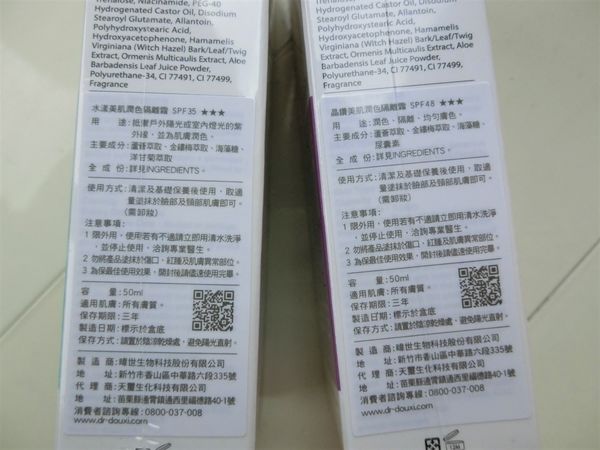 Trehalose, Niacinamide, PEG-40
Hydrogenated Castor Oil, Disodium
Stearoyl Glutamate, Allantoin,
Polyhydroxystearic Acid,
Hydroxyacetophenone, Hamamelis
Virginiana (Witch Hazel) Bark/Leaf/Twig
Extract, Ormenis Multicaulis Extract, Aloe
Barbadensis Leaf Juice Powder,
Polyurethane-34, CI 77491, CI 77499,
Fragrance
水漾美肌潤色隔離霜 SPF35 ★★★
用途:抵禦戶外陽光或室內燈光的紫
外線,並為肌膚潤色。
主要成分:蘆薈萃取、金縷梅萃取、海藻糖、
洋甘菊萃取
全成份:詳見INGREDIENTS。
使用方式:清潔及基礎保養後使用,取適
量塗抹於臉部及頸部肌膚即可。
(需卸妝)
注意事項:
1 限外用,使用若有不適請立即用清水洗淨
,並停止使用,洽詢專業醫生。
2 勿將產品塗抹於傷口、紅腫及肌膚異常部位。
3 為保最佳使用效果,開封後請儘速使用完畢。
容量:50ml
適用肌膚:所有膚質。
保存期限:三年
製造日期:標示於盒底
保存方式:請置於陰涼乾燥處,避免陽光直射。
製造商:暐世生物科技股份有限公司
地址:新竹市香山區中華路六段335號
代理商:天璽生化科技有限公司
地址:苗栗縣通霄鎮通西里福德路40-1號
消費者諮詢專線:0800-037-008
www.dr-douxi.com
Hydrogenated Castor Oil, Disodium
Stearoyl Glutamate, Allantoin,
Polyhydroxystearic Acid,
Hydroxyacetophenone, Hamamelis
Virginiana (Witch Hazel) Bark/Leaf/Twig
Extract, Ormenis Multicaulis Extract, Aloe
Barbadensis Leaf Juice Powder,
Polyurethane-34, CI 77491, CI 77499,
Fragrance
晶鑽美肌潤色隔離霜 SPF48 ★★★
用途:潤色、隔離、均勻膚色。
主要成分:蘆薈萃取、金縷梅萃取、海藻糖、
尿囊素
全成份:詳見INGREDIENTS。
使用方式:清潔及基礎保養後使用,取適
量塗抹於臉部及頸部肌膚即可。
(需卸妝)
注意事項:
1 限外用,使用若有不適請立即用清水洗淨
,並停止使用,洽詢專業醫生。
2 勿將產品塗抹於傷口、紅腫及肌膚異常部位。
3 為保最佳使用效果,開封後請儘速使用完畢。
容量:50ml
適用肌膚:所有膚質。
保存期限:三年
製造日期:標示於盒底
保存方式:請置於陰涼乾燥處,避免陽光直射。
製造商:暐世生物科技股份有限公司
地址:新竹市香山區中華路六段335號
代理商:天璽生化科技有限公司
地址:苗栗縣通霄鎮通西里福德路40-1號
消費者諮詢專線:0800-037-008
www.dr-douxi.com
12M